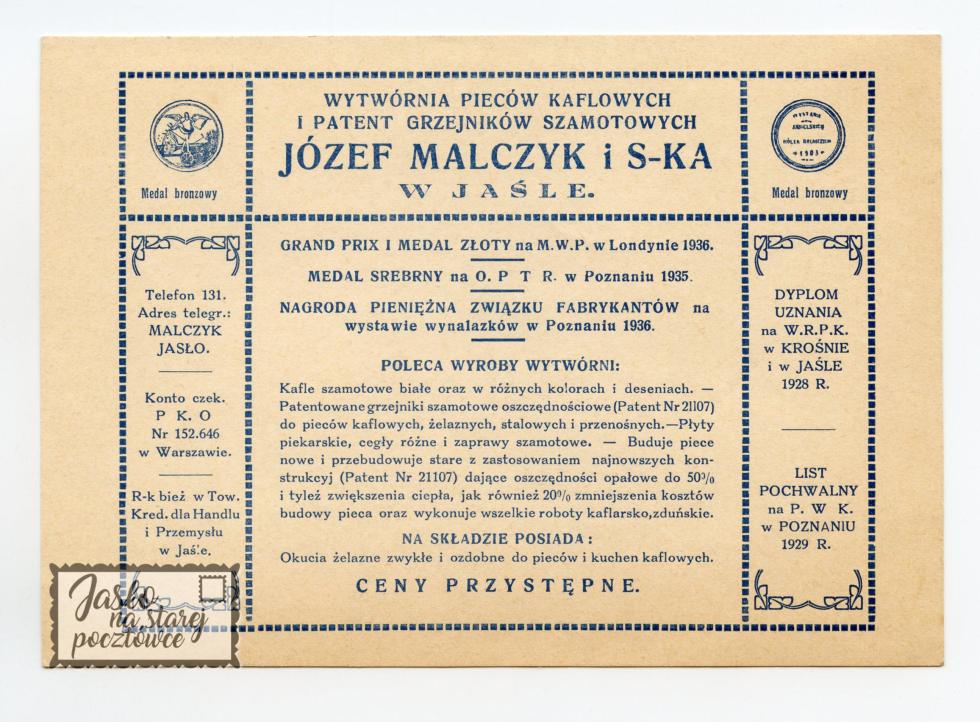 WYTWÓRNIA PIECÓW KAFLOWYCH
I PATENT GRZEJNIKÓW SZAMOTOWYCH
JÓZEF MALCZYK i S-KA
W JAŚLE.
Medal bronzowy
WYSTAWA
1903
Medal bronzowy
GRAND PRIX I MEDAL ZŁOTY na M.W.P. w Londynie 1936.
MEDAL SREBRNY na O. P T R. w Poznaniu 1935.
NAGRODA PIENIĘŻNA ZWIĄZKU FABRYKANTÓW na
wystawie wynalazków w Poznaniu 1936.
Telefon 131.
Adres telegr.:
MALCZYK
JASŁO.
Konto czek.
P K. O
Nr 152.646
w Warszawie.
R-k bież w Tow.
Kred. dla Handlu
i Przemysłu
w Jaśle.
POLECA WYROBY WYTWÓRNI:
Kafle szamotowe białe oraz w różnych kolorach i deseniach. —
Patentowane grzejniki szamotowe oszczędnościowe (Patent Nr 21107)
do pieców kaflowych, żelaznych, stalowych i przenośnych.—Płyty
piekarskie, cegły różne i zaprawy szamotowe. — Buduje piece
nowe i przebudowuje stare z zastosowaniem najnowszych kon-
strukcyj (Patent Nr 21107) dające oszczędności opałowe do 50%
i tyleż zwiększenia ciepła, jak również 20% zmniejszenia kosztów
budowy pieca oraz wykonuje wszelkie roboty kaflarsko,zduńskie.
NA SKŁADZIE POSIADA:
Okucia żelazne zwykłe i ozdobne do pieców i kuchen kaflowych.
CENY PRZYSTĘPNE.
DYPLOM
UZNANIA
na W.R.P.K.
w KROŚNIE
i w JAŚLE
1928 R.
LIST
POCHWALNY
na P. W K.
w POZNANIU
1929 R.
Jasło
na starej
pocztówce